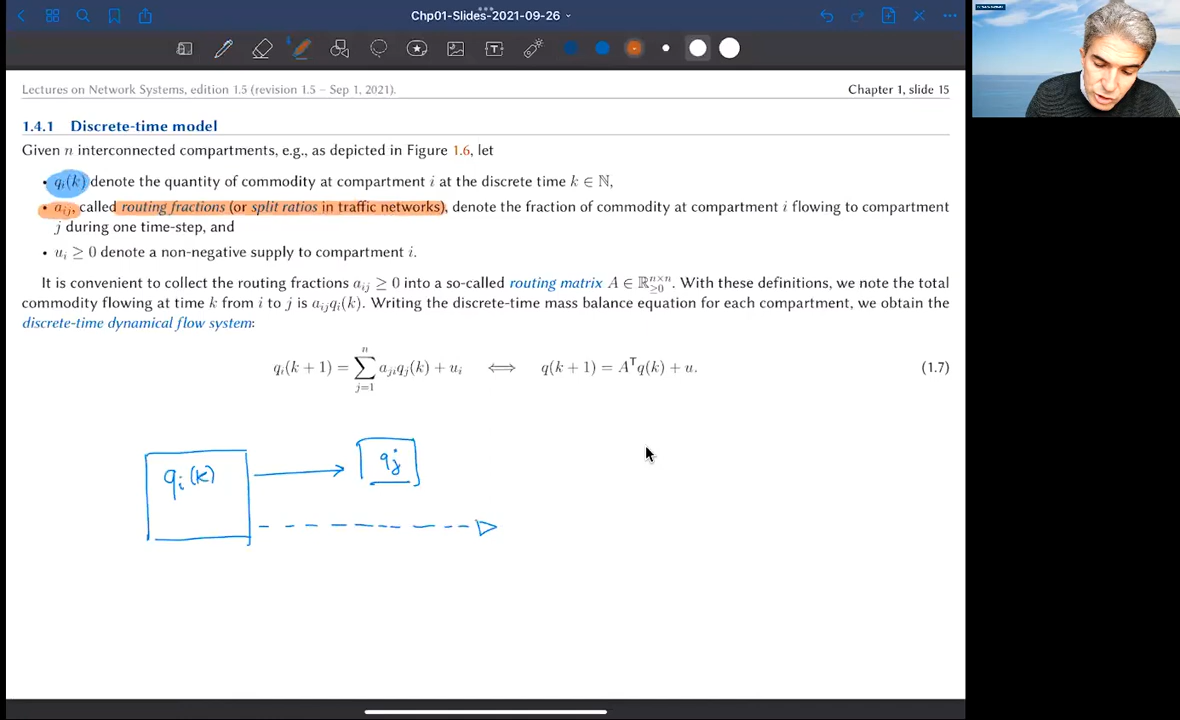 Chp01-Slides-2021-09-26
Lectures on Network Systems, edition 1.5 (revision 1.5 – Sep 1, 2021).
Chapter 1, slide 15
1.4.1 Discrete-time model
Given n interconnected compartments, e.g., as depicted in Figure 1.6, let
• qᵢ(k) denote the quantity of commodity at compartment i at the discrete time k ∈ ℕ,
• aᵢⱼ, called routing fractions (or split ratios in traffic networks), denote the fraction of commodity at compartment i flowing to compartment
j during one time-step, and
• uᵢ ≥ 0 denote a non-negative supply to compartment i.
It is convenient to collect the routing fractions aᵢⱼ ≥ 0 into a so-called routing matrix A ∈ ℝ^{n×n}_{≥0}. With these definitions, we note the total
commodity flowing at time k from i to j is aᵢⱼqᵢ(k). Writing the discrete-time mass balance equation for each compartment, we obtain the
discrete-time dynamical flow system:
qᵢ(k + 1) = ∑_{j=1}^{n} aⱼᵢqⱼ(k) + uᵢ ⟺ q(k + 1) = Aᵀq(k) + u. (1.7)
qᵢ(k)
qⱼ